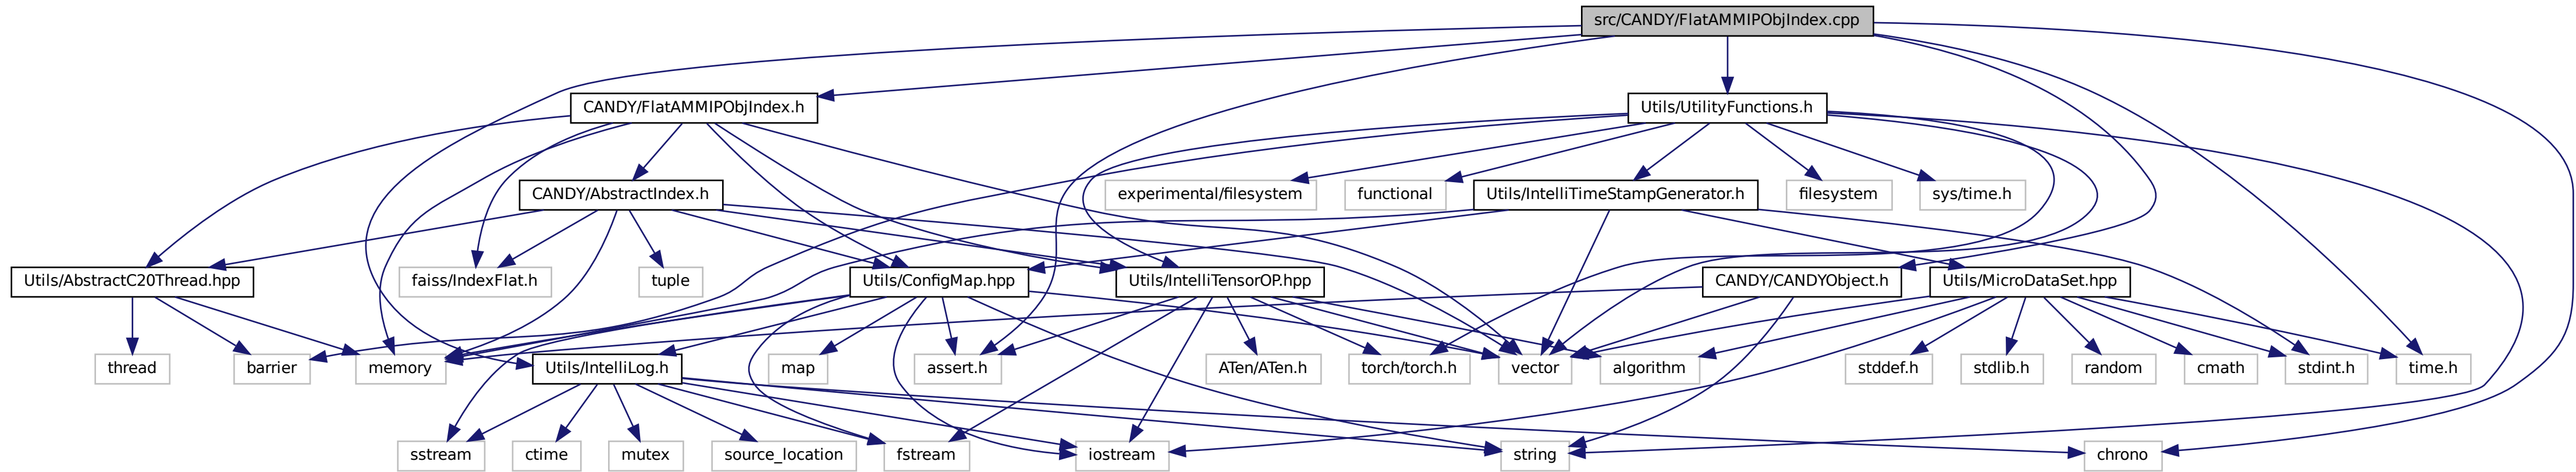 src/CANDY/FlatAMMIPObjIndex.cpp
CANDY/FlatAMMIPObjIndex.h
Utils/UtilityFunctions.h
CANDY/AbstractIndex.h
experimental/filesystem
functional
Utils/IntelliTimeStampGenerator.h
filesystem
sys/time.h
Utils/AbstractC20Thread.hpp
faiss/IndexFlat.h
tuple
Utils/ConfigMap.hpp
Utils/IntelliTensorOP.hpp
CANDY/CANDYObject.h
Utils/MicroDataSet.hpp
thread
barrier
memory
Utils/IntelliLog.h
map
assert.h
ATen/ATen.h
torch/torch.h
vector
algorithm
stddef.h
stdlib.h
random
cmath
stdint.h
time.h
sstream
ctime
mutex
source_location
fstream
iostream
string
chrono